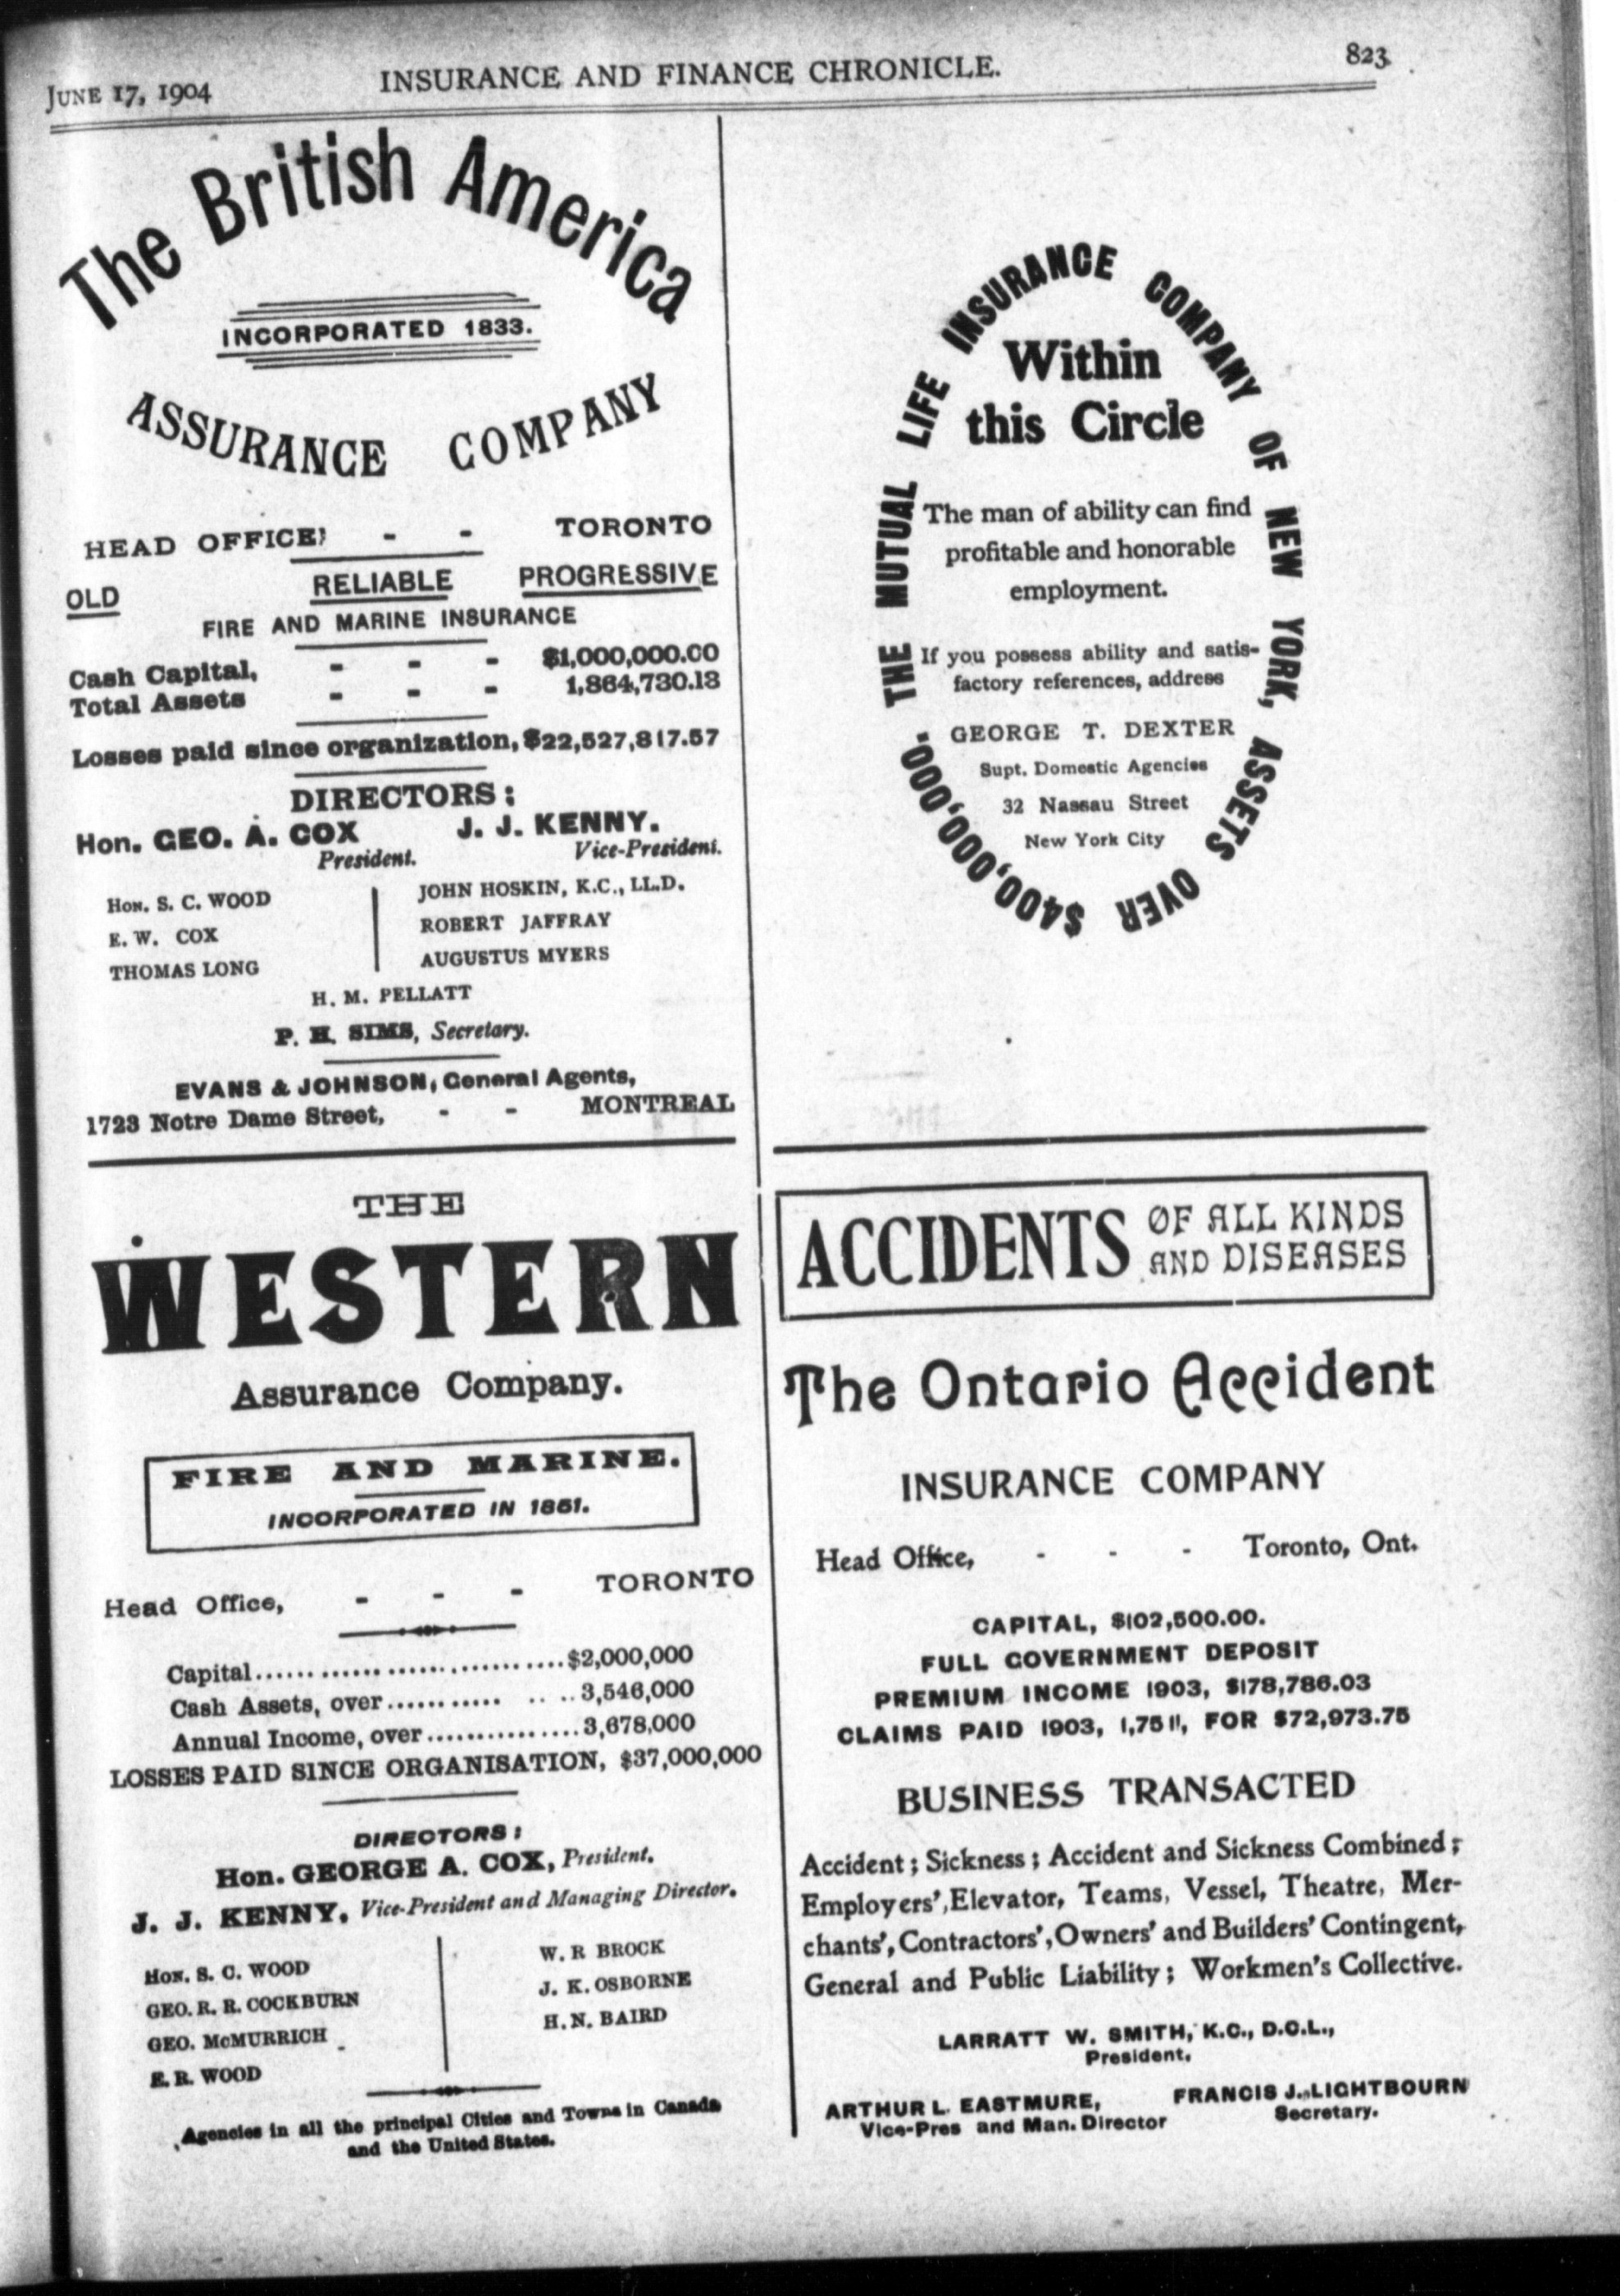 JUNE 17, 1904
INSURANCE AND FINANCE CHRONICLE.
823
The British America
INCORPORATED 1833.
ASSURANCE COMPANY
HEAD OFFICE; - - TORONTO
OLD RELIABLE PROGRESSIVE
FIRE AND MARINE INSURANCE
Cash Capital, - - - $1,000,000.00
Total Assets - - - 1,864,730.13
Losses paid since organization, $22,527,817.57
DIRECTORS:
Hon. GEO. A. COX J. J. KENNY.
President. Vice-President.
HON. S. C. WOOD
E. W. COX
THOMAS LONG
JOHN HOSKIN, K.C., LL.D.
ROBERT JAFFRAY
AUGUSTUS MYERS
H. M. PELLATT
P. H. SIMS, Secretary.
EVANS & JOHNSON, General Agents,
1723 Notre Dame Street, - - MONTREAL
THE
WESTERN
Assurance Company.
FIRE AND MARINE.
INCORPORATED IN 1851.
Head Office, - - - TORONTO
Capital.................................$2,000,000
Cash Assets, over........... .. ..3,546,000
Annual Income, over................3,678,000
LOSSES PAID SINCE ORGANISATION, $37,000,000
DIRECTORS:
Hon. GEORGE A. COX, President.
J. J. KENNY, Vice-President and Managing Director.
HON. S. C. WOOD
GEO. R. R. COCKBURN
GEO. McMURRICH
E. R. WOOD
W. R BROCK
J. K. OSBORNE
H. N. BAIRD
Agencies in all the principal Cities and Towns in Canada
and the United States.
THE MUTUAL LIFE INSURANCE COMPANY OF NEW YORK, ASSETS OVER $400,000,000.
Within
this Circle
The man of ability can find
profitable and honorable
employment.
If you possess ability and satis-
factory references, address
GEORGE T. DEXTER
Supt. Domestic Agencies
32 Nassau Street
New York City
ACCIDENTS OF ALL KINDS
AND DISEASES
The Ontario Accident
INSURANCE COMPANY
Head Office, - - - Toronto, Ont.
CAPITAL, $102,500.00.
FULL GOVERNMENT DEPOSIT
PREMIUM INCOME 1903, $178,786.03
CLAIMS PAID 1903, FOR $72,973.75
BUSINESS TRANSACTED
Accident; Sickness; Accident and Sickness Combined;
Employers', Elevator, Teams, Vessel, Theatre, Mer-
chants', Contractors', Owners' and Builders' Contingent,
General and Public Liability; Workmen's Collective.
LARRATT W. SMITH, K.C., D.C.L.,
President,
ARTHUR L. EASTMURE,
Vice-Pres and Man. Director
FRANCIS J. LIGHTBOURN
Secretary.